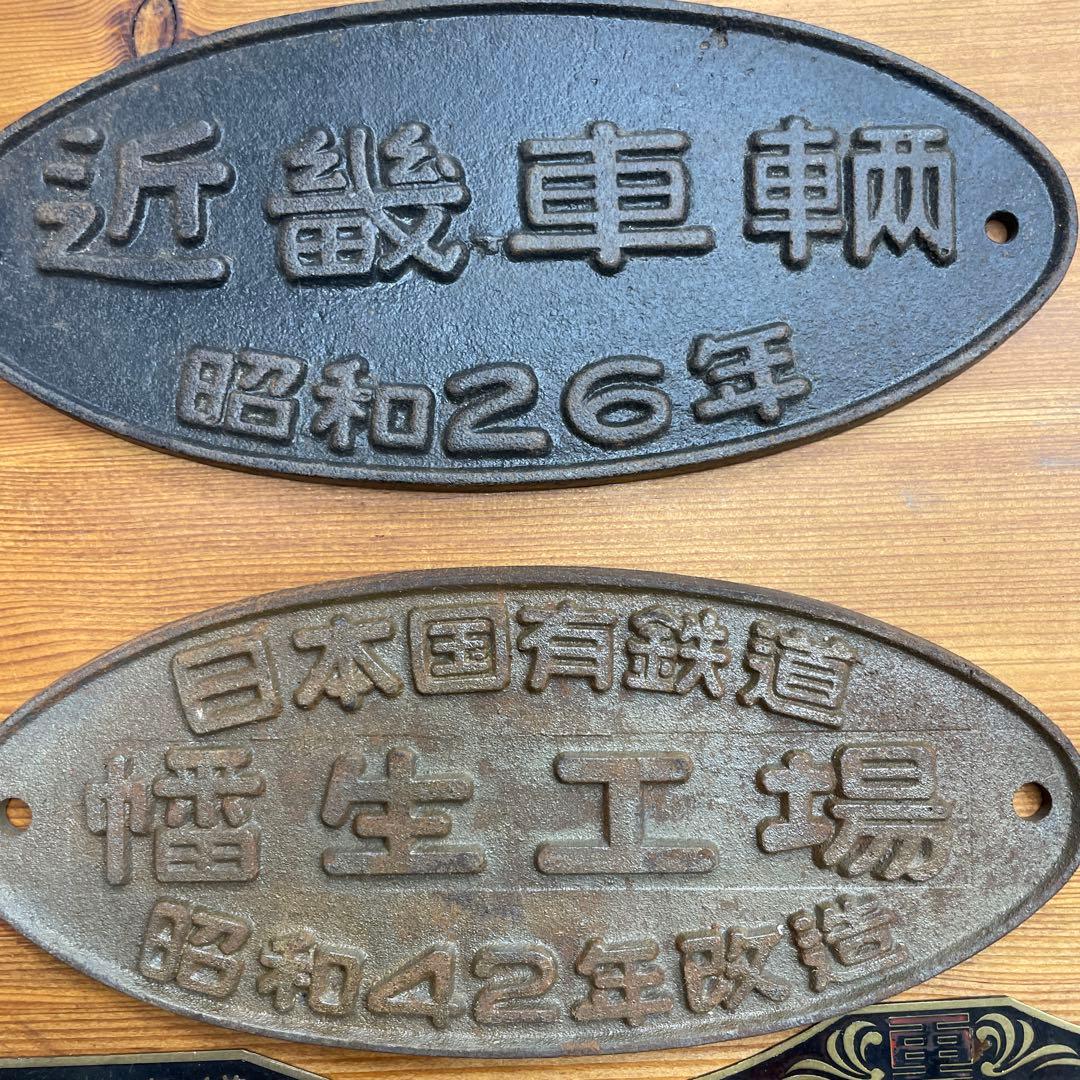 近畿車輛
昭和26年
日本国有鉄道
幡生工場
昭和42年改造